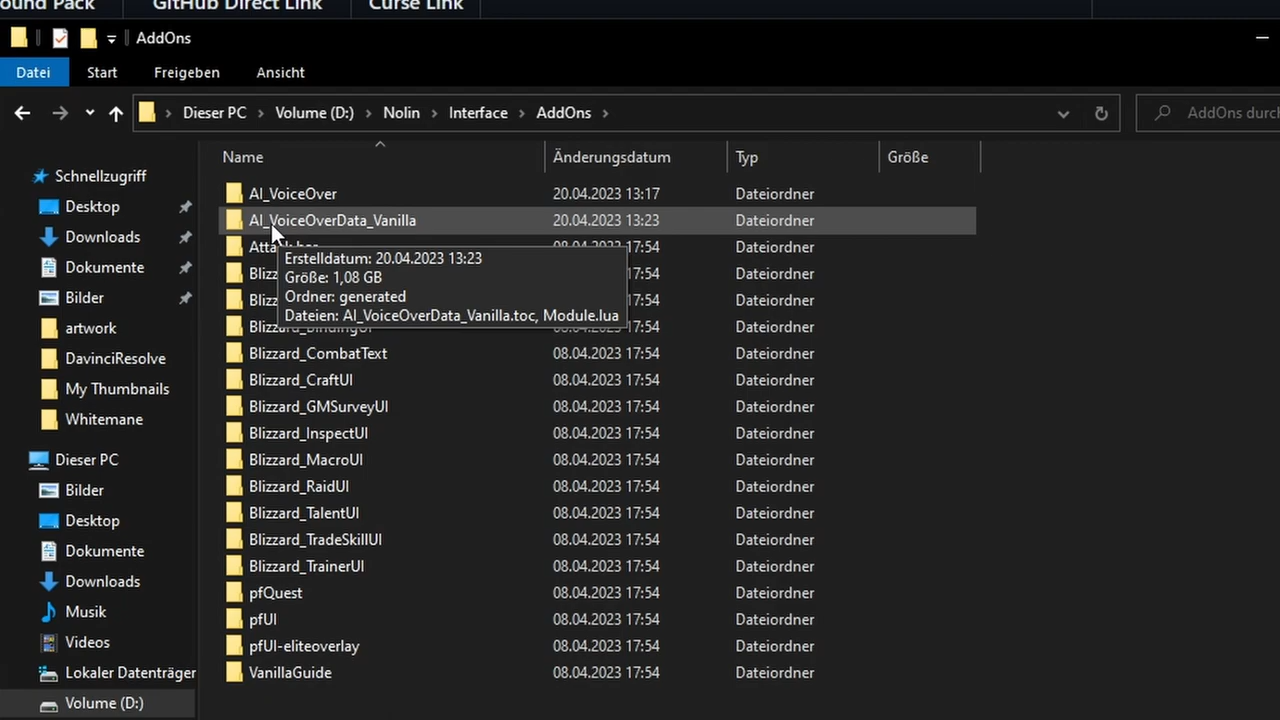 ound Pack GitHub Direct Link Curse Link
AddOns
Datei Start Freigeben Ansicht
Dieser PC Volume (D:) Nolin Interface AddOns AddOns durch
Name Änderungsdatum Typ Größe
Schnellzugriff
Desktop
Downloads
Dokumente
Bilder
artwork
DavinciResolve
My Thumbnails
Whitemane
Dieser PC
Bilder
Desktop
Dokumente
Downloads
Musik
Videos
Lokaler Datenträger
Volume (D:)
AI_VoiceOver 20.04.2023 13:17 Dateiordner
AI_VoiceOverData_Vanilla 20.04.2023 13:23 Dateiordner
08.04.2023 17:54 Dateiordner
Erstelldatum: 20.04.2023 13:23
Größe: 1,08 GB
Ordner: generated
Dateien: AI_VoiceOverData_Vanilla.toc, Module.lua
08.04.2023 17:54 Dateiordner
08.04.2023 17:54 Dateiordner
Blizzard_BindingUI 08.04.2023 17:54 Dateiordner
Blizzard_CombatText 08.04.2023 17:54 Dateiordner
Blizzard_CraftUI 08.04.2023 17:54 Dateiordner
Blizzard_GMSurveyUI 08.04.2023 17:54 Dateiordner
Blizzard_InspectUI 08.04.2023 17:54 Dateiordner
Blizzard_MacroUI 08.04.2023 17:54 Dateiordner
Blizzard_RaidUI 08.04.2023 17:54 Dateiordner
Blizzard_TalentUI 08.04.2023 17:54 Dateiordner
Blizzard_TradeSkillUI 08.04.2023 17:54 Dateiordner
Blizzard_TrainerUI 08.04.2023 17:54 Dateiordner
pfQuest 08.04.2023 17:54 Dateiordner
pfUI 08.04.2023 17:54 Dateiordner
pfUI-eliteoverlay 08.04.2023 17:54 Dateiordner
VanillaGuide 08.04.2023 17:54 Dateiordner